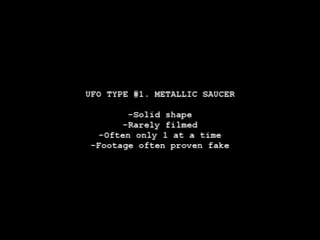 UFO TYPE #1. METALLIC SAUCER
-Solid shape
-Rarely filmed
-Often only 1 at a time
-Footage often proven fake